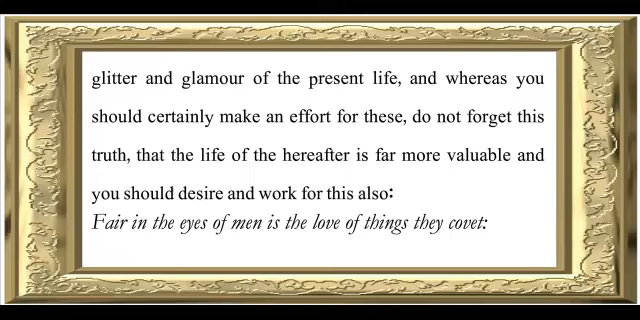 glitter and glamour of the present life, and whereas you
should certainly make an effort for these, do not forget this
truth, that the life of the hereafter is far more valuable and
you should desire and work for this also:
Fair in the eyes of men is the love of things they covet: